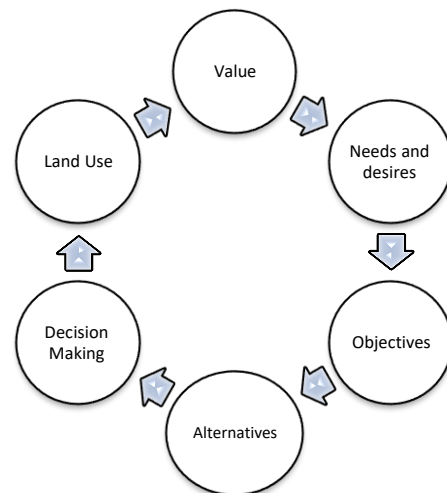 Value
Needs and
desires
Objectives
Alternatives
Decision
Making
Land Use